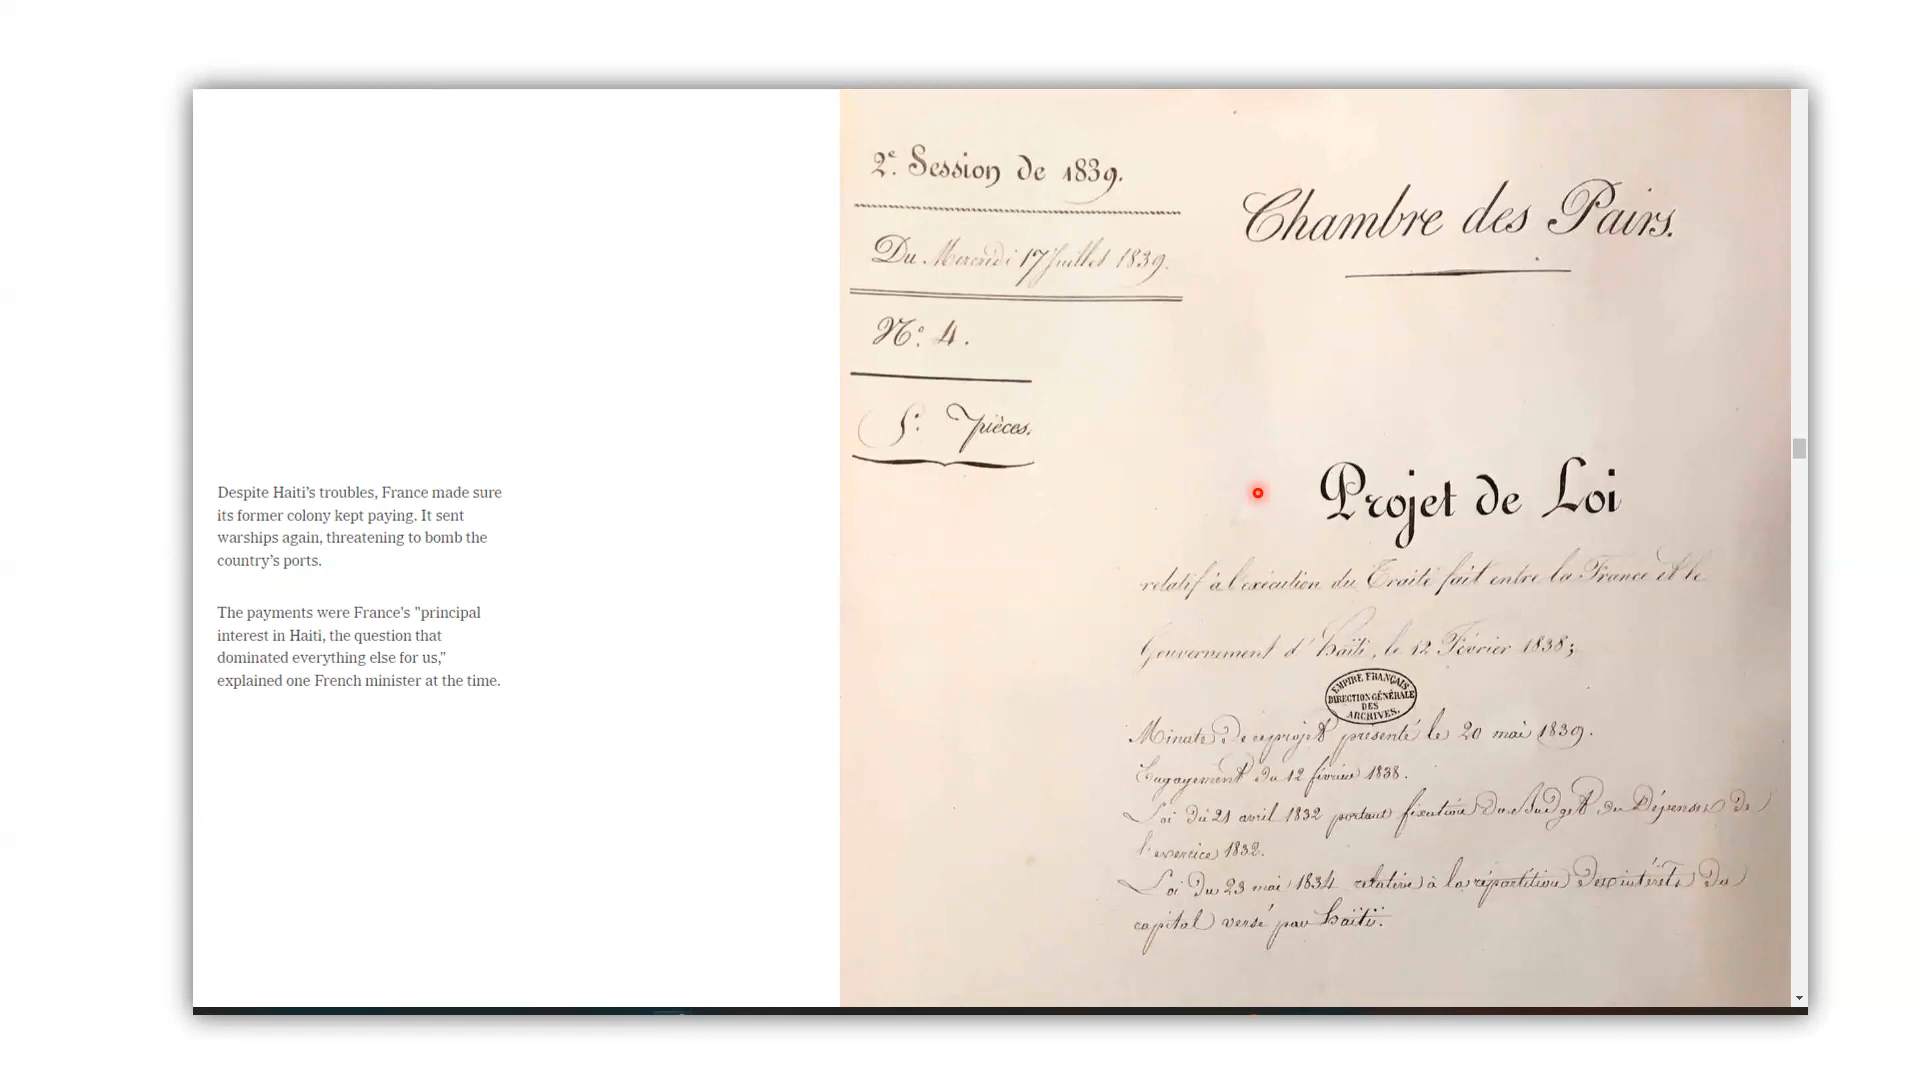 Despite Haiti’s troubles, France made sure
its former colony kept paying. It sent
warships again, threatening to bomb the
country’s ports.
The payments were France's "principal
interest in Haiti, the question that
dominated everything else for us,"
explained one French minister at the time.
2e. Session de 1839.
Du Mercredi 17 Juillet 1839.
No. 4.
pièces.
Chambre des Pairs.
Projet de Loi
relatif à l'exécution du Traité fait entre la France et le
Gouvernement d'haïti, le 12 Février 1838;
EMPIRE FRANÇAIS
DIRECTION GÉNÉRALE
DES
ARCHIVES.
Minute de ce projet présenté le 20 mai 1839.
Engagement du 12 février 1838.
Loi du 21 avril 1832 portant fixation du budget des Dépenses de
l'exercice 1832.
Loi du 23 mai 1834 relative à la répartition des intérêts du
capital versé par haïti.